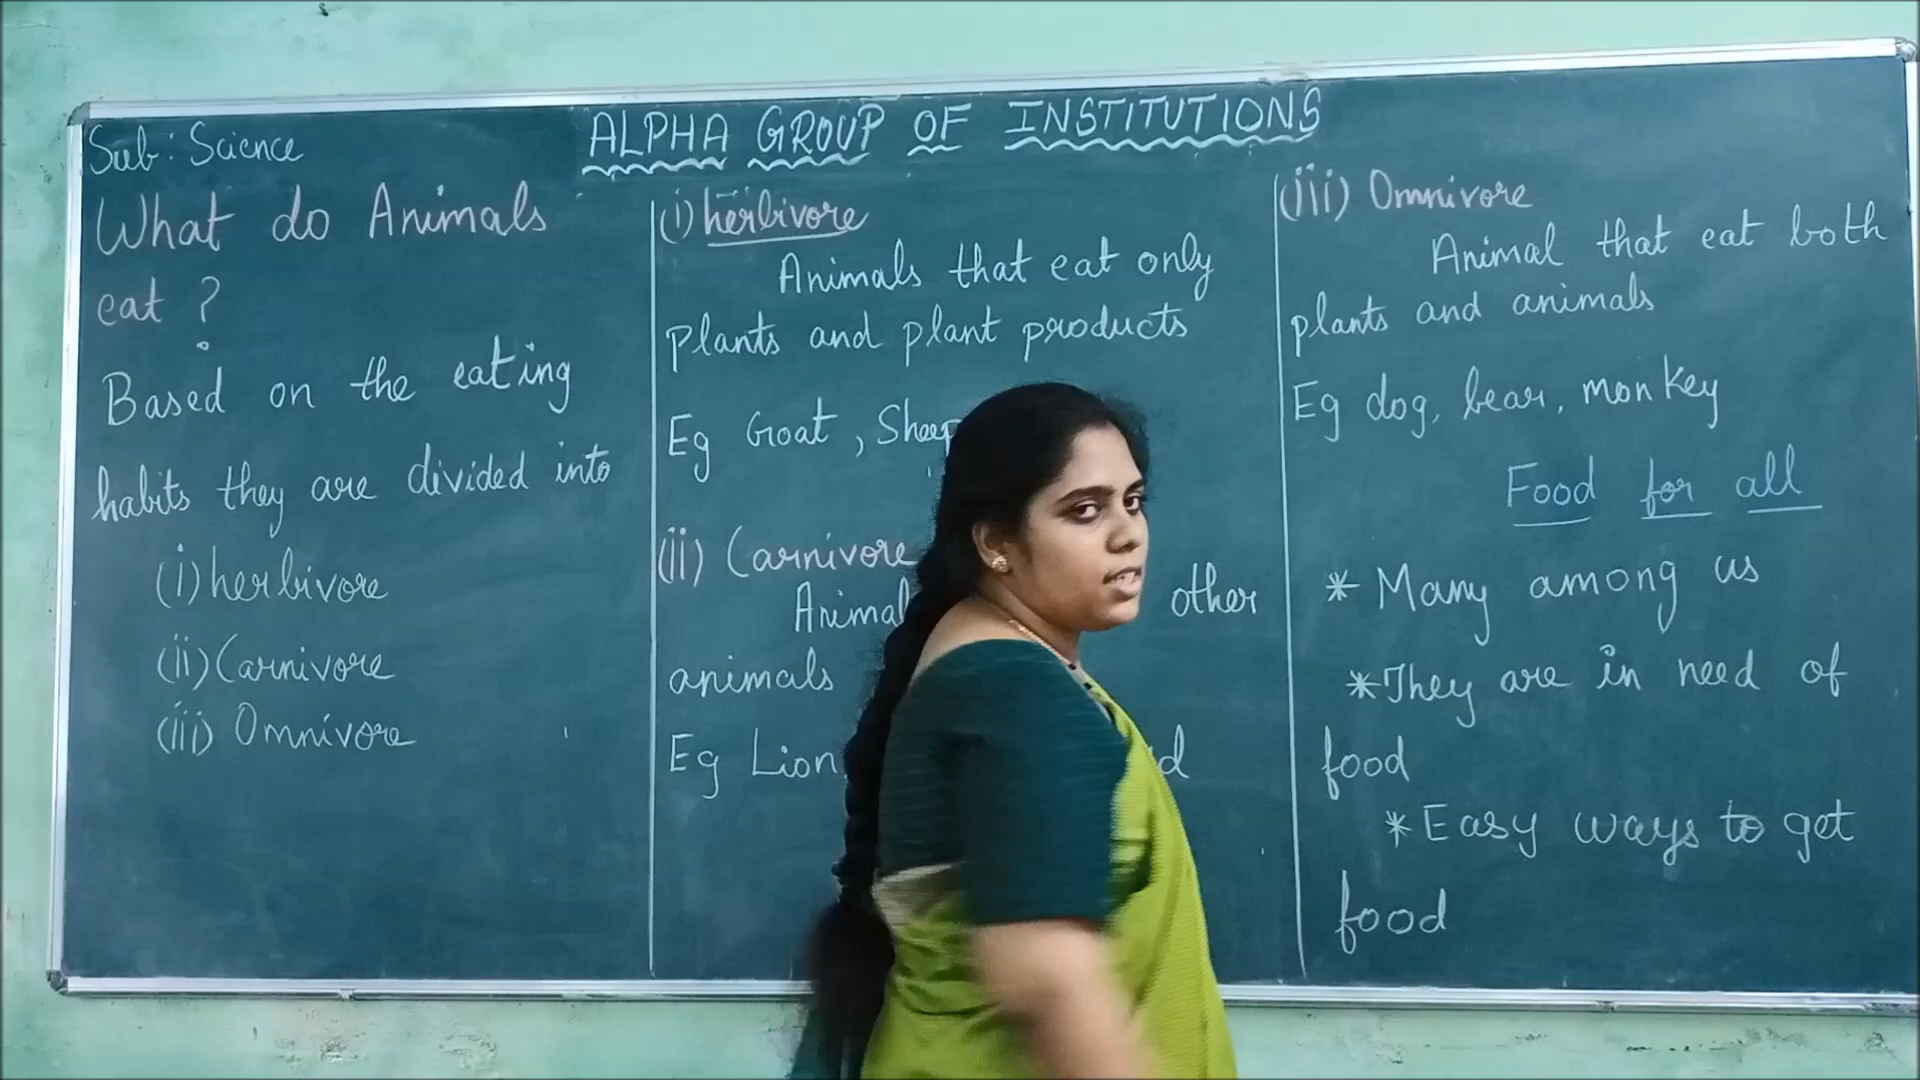 ALPHA GROUP OF INSTITUTIONS
Sub : Science
What do Animals
eat ?
Based on the eating
habits they are divided into
(i) herbivore
(ii) Carnivore
(iii) Omnivore
(i) herbivore
Animals that eat only
plants and plant products
Eg Goat, Sheep
(ii) Carnivore
other
animals
Eg Lion,
(iii) Omnivore
Animal that eat both
plants and animals
Eg dog, bear, monkey
Food for all
* Many among us
* They are in need of
food
* Easy ways to get
food